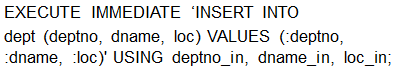 EXECUTE IMMEDIATE ‘INSERT INTO
dept (deptno, dname, loc) VALUES (:deptno,
:dname, :loc)' USING deptno_in, dname_in, loc_in;